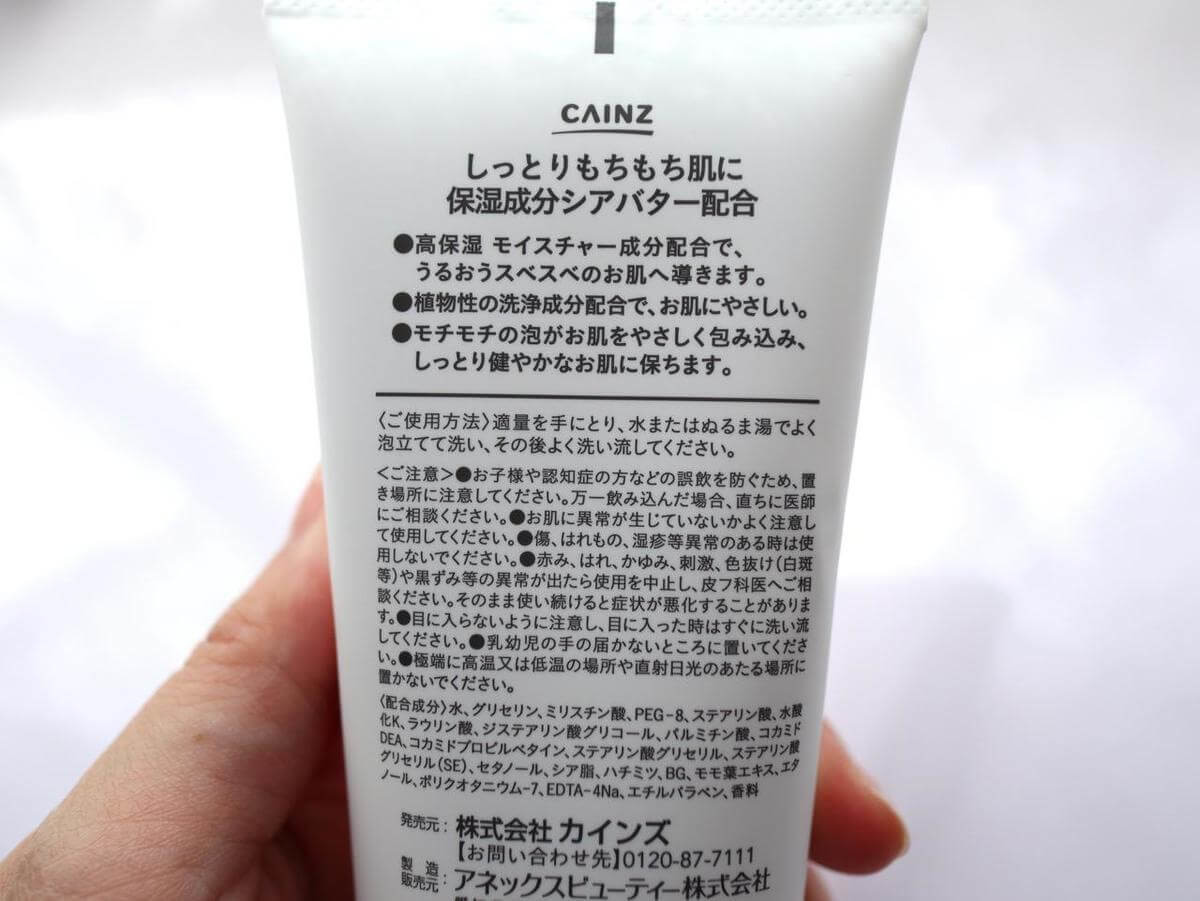 CAINZ
しっとりもちもち肌に
保湿成分シアバター配合
●高保湿 モイスチャー成分配合で、
うるおうスベスベのお肌へ導きます。
●植物性の洗浄成分配合で、お肌にやさしい。
●モチモチの泡がお肌をやさしく包み込み、
しっとり健やかなお肌に保ちます。
〈ご使用方法〉適量を手にとり、水またはぬるま湯でよく
泡立てて洗い、その後よく洗い流してください。
<ご注意>●お子様や認知症の方などの誤飲を防ぐため、置
き場所に注意してください。万一飲み込んだ場合、直ちに医師
にご相談ください。●お肌に異常が生じていないかよく注意し
て使用してください。●傷、はれもの、湿疹等異常のある時は使
用しないでください。●赤み、はれ、かゆみ、刺激、色抜け(白斑
等)や黒ずみ等の異常が出たら使用を中止し、皮フ科医へご相
談ください。そのまま使い続けると症状が悪化することがありま
す。●目に入らないように注意し、目に入った時はすぐに洗い流
してください。●乳幼児の手の届かないところに置いてくださ
い。●極端に高温又は低温の場所や直射日光のあたる場所に
置かないでください。
〈配合成分〉水、グリセリン、ミリスチン酸、PEG-8、ステアリン酸、水酸
化K、ラウリン酸、ジステアリン酸グリコール、パルミチン酸、コカミド
DEA、コカミドプロピルベタイン、ステアリン酸グリセリル、ステアリン酸
グリセリル(SE)、セタノール、シア脂、ハチミツ、BG、モモ葉エキス、エタ
ノール、ポリクオタニウム-7、EDTA-4Na、エチルパラベン、香料
発売元: 株式会社 カインズ
【お問い合わせ先】0120-87-7111
製造
販売元: アネックスビューティー株式会社